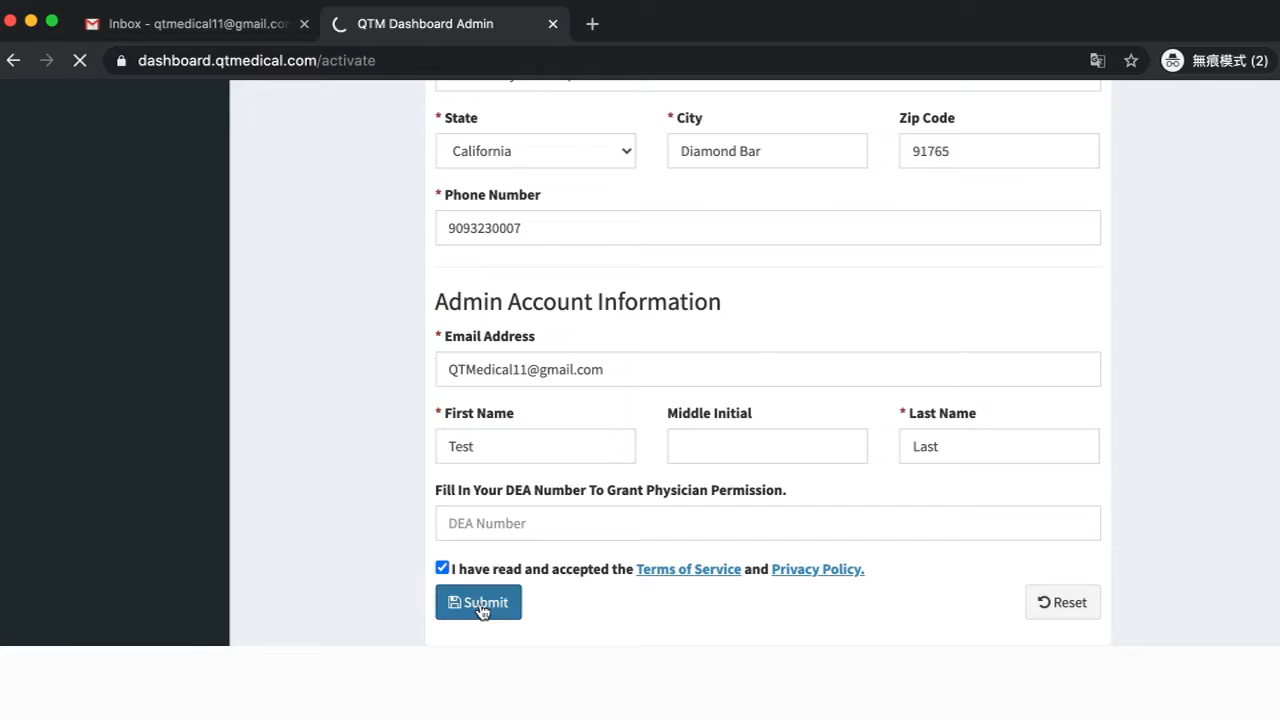 Inbox - qtmedical11@gmail.co
QTM Dashboard Admin
dashboard.qtmedical.com/activate
無痕模式 (2)
* State
* City
Zip Code
California
Diamond Bar
91765
* Phone Number
9093230007
Admin Account Information
* Email Address
QTMedical11@gmail.com
* First Name
Middle Initial
* Last Name
Test
Last
Fill In Your DEA Number To Grant Physician Permission.
DEA Number
I have read and accepted the Terms of Service and Privacy Policy.
Submit
Reset